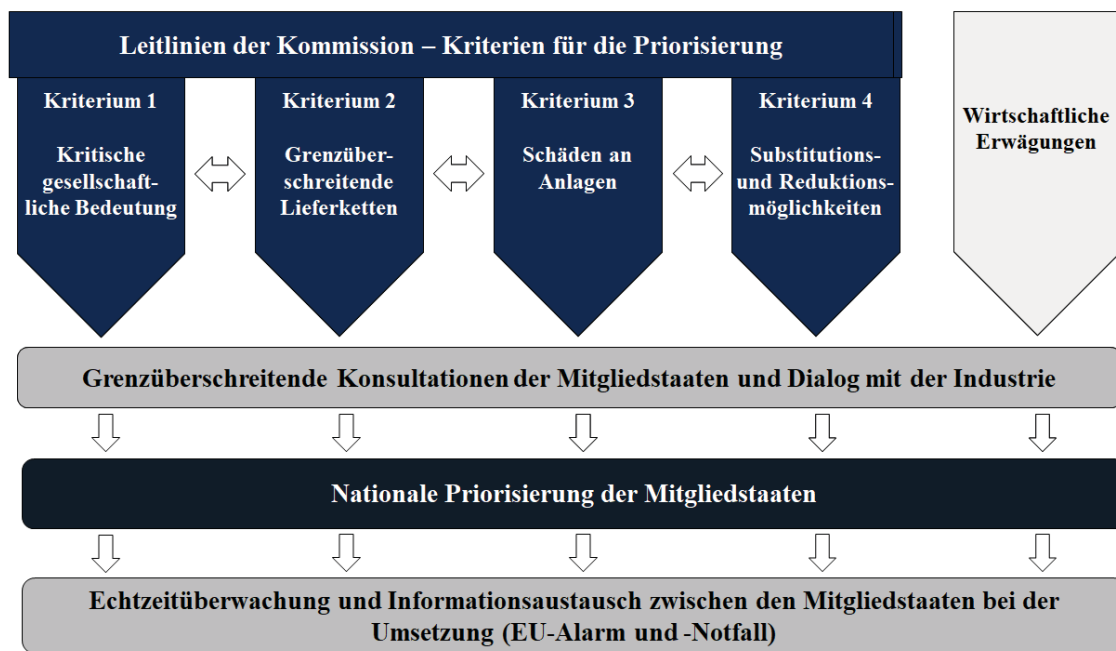 Leitlinien der Kommission – Kriterien für die Priorisierung
Kriterium 1
Kritische
gesellschaft-
liche Bedeutung
Kriterium 2
Grenzüber-
schreitende
Lieferketten
Kriterium 3
Schäden an
Anlagen
Kriterium 4
Substitutions-
und Reduktions-
möglichkeiten
Wirtschaftliche
Erwägungen
Grenzüberschreitende Konsultationen der Mitgliedstaaten und Dialog mit der Industrie
Nationale Priorisierung der Mitgliedstaaten
Echtzeitüberwachung und Informationsaustausch zwischen den Mitgliedstaaten bei der
Umsetzung (EU-Alarm und -Notfall)